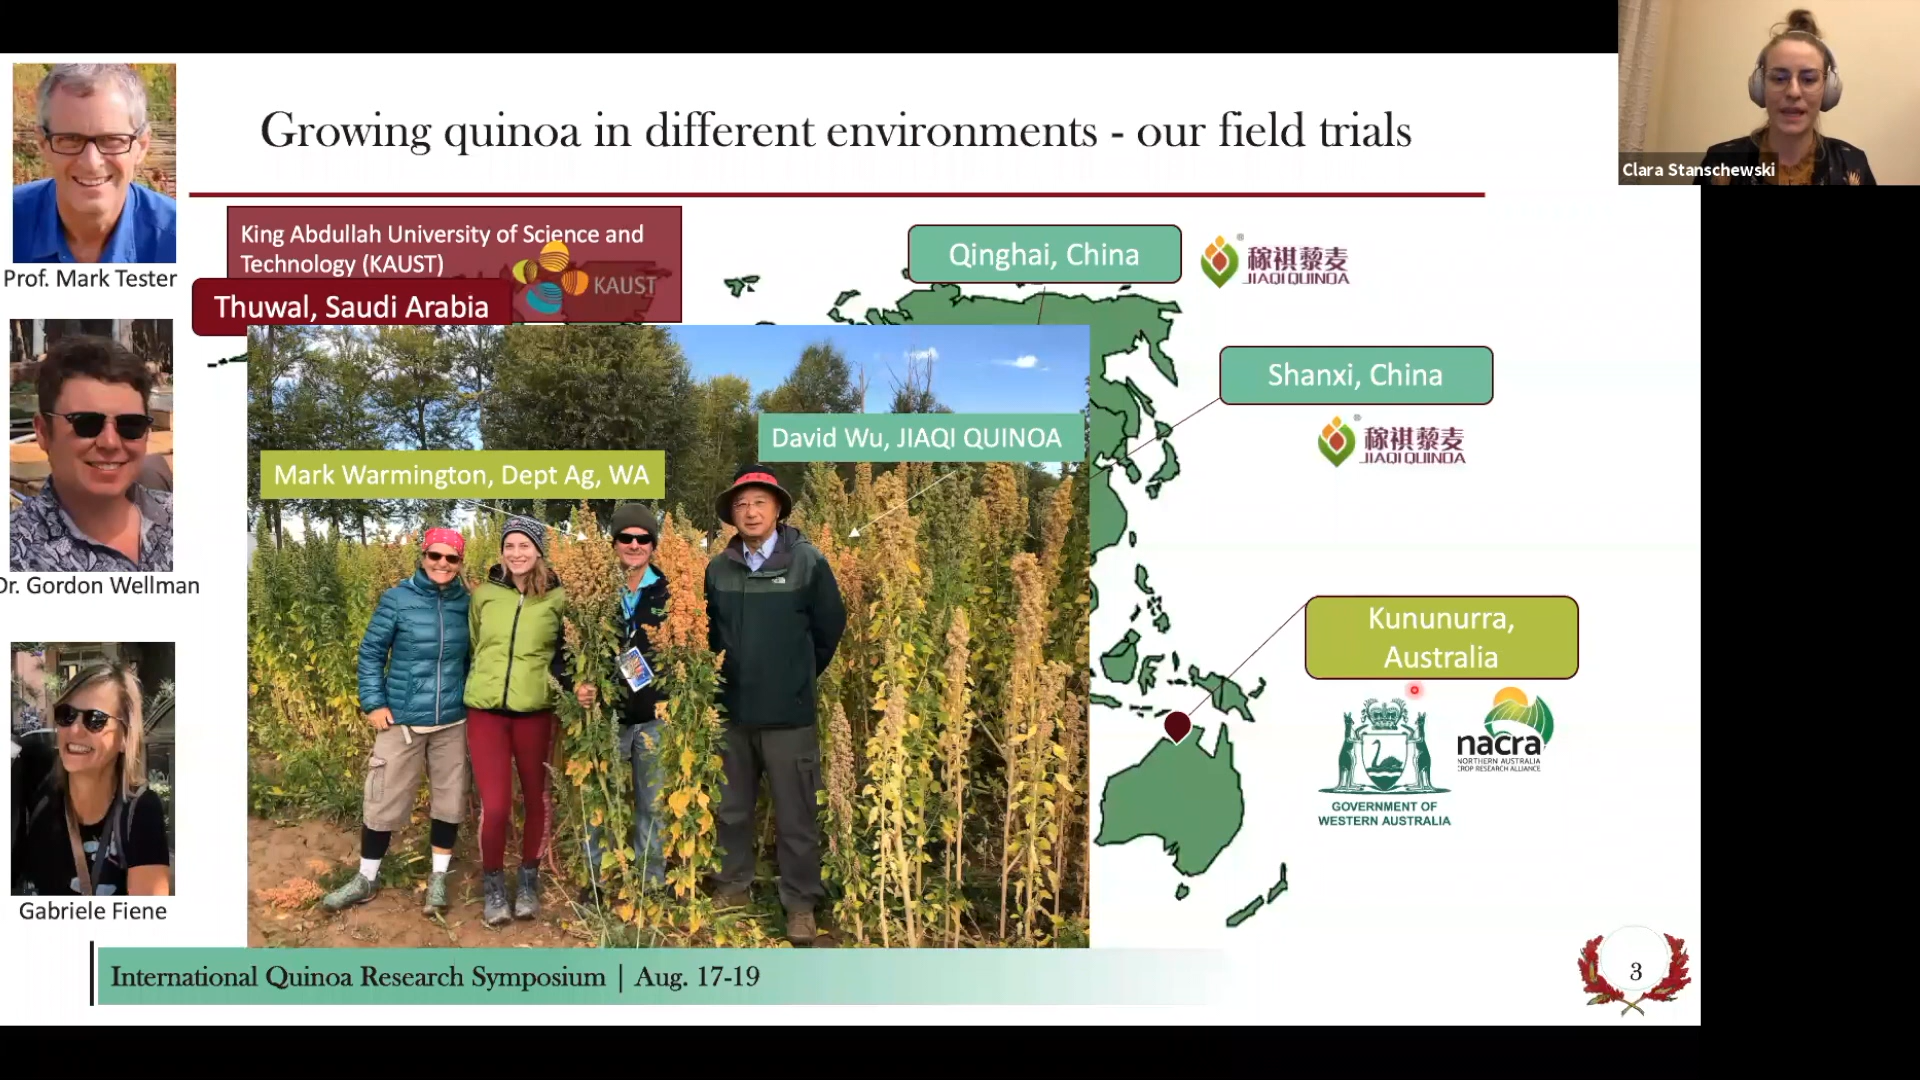 Growing quinoa in different environments - our field trials
Clara Stanschewski
Prof. Mark Tester
Dr. Gordon Wellman
Gabriele Fiene
King Abdullah University of Science and
Technology (KAUST)
KAUST
Thuwal, Saudi Arabia
Qinghai, China
®
稼祺藜麦
JIAQI QUINOA
Shanxi, China
®
稼祺藜麦
JIAQI QUINOA
David Wu, JIAQI QUINOA
Mark Warmington, Dept Ag, WA
Kununurra,
Australia
GOVERNMENT OF
WESTERN AUSTRALIA
nacra
NORTHERN AUSTRALIA
CROP RESEARCH ALLIANCE
International Quinoa Research Symposium | Aug. 17-19
3